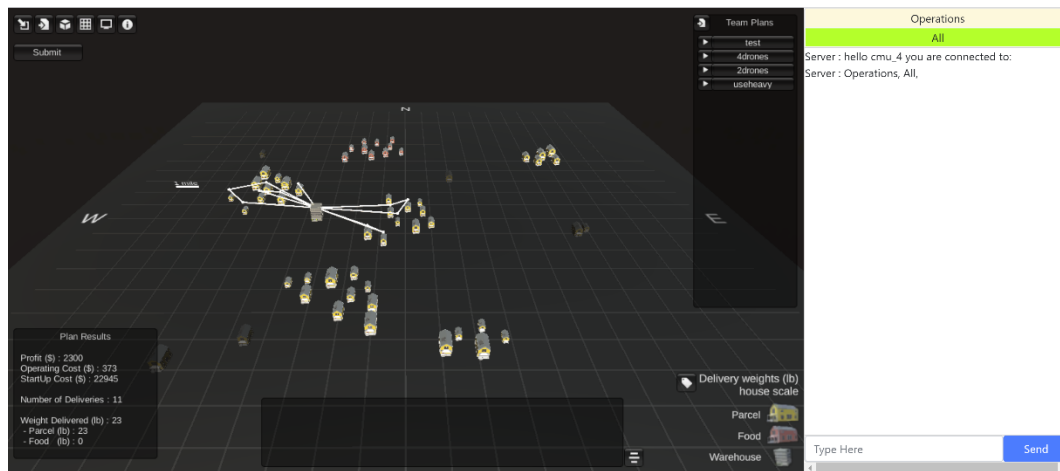 Submit
Team Plans
test
4drones
2drones
useheavy
Z
W
E
Plan Results
Profit ($) : 2300
Operating Cost ($) : 373
StartUp Cost ($) : 22945
Number of Deliveries : 11
Weight Delivered (lb) : 23
- Parcel (lb) : 23
- Food (lb) : 0
Delivery weights (lb)
house scale
Parcel
Food
Warehouse
Operations
All
Server : hello cmu_4 you are connected to:
Server : Operations, All,
Type Here
Send